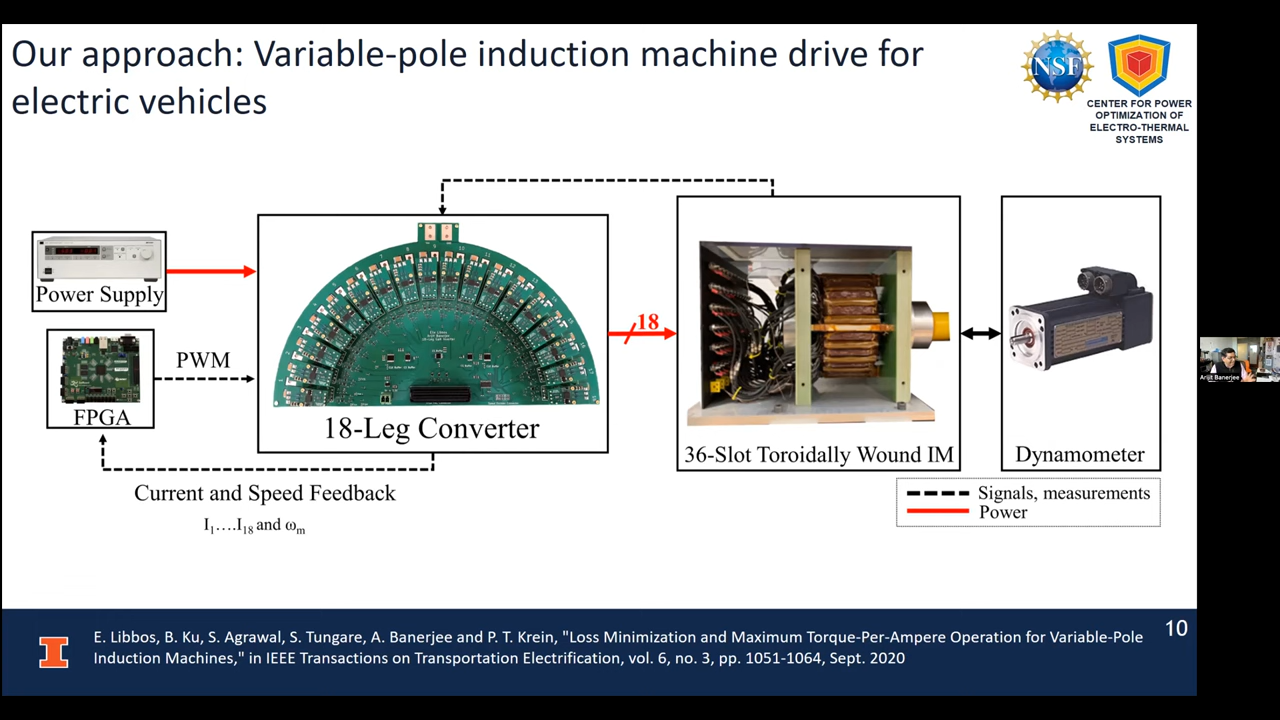 Our approach: Variable-pole induction machine drive for
electric vehicles
NSF
CENTER FOR POWER
OPTIMIZATION OF
ELECTRO-THERMAL
SYSTEMS
Power Supply
FPGA
PWM
18-Leg Converter
18
36-Slot Toroidally Wound IM
Dynamometer
Current and Speed Feedback
I1….I18 and ωm
Signals, measurements
Power
Arijit Banerjee
E. Libbos, B. Ku, S. Agrawal, S. Tungare, A. Banerjee and P. T. Krein, "Loss Minimization and Maximum Torque-Per-Ampere Operation for Variable-Pole
Induction Machines," in IEEE Transactions on Transportation Electrification, vol. 6, no. 3, pp. 1051-1064, Sept. 2020
10